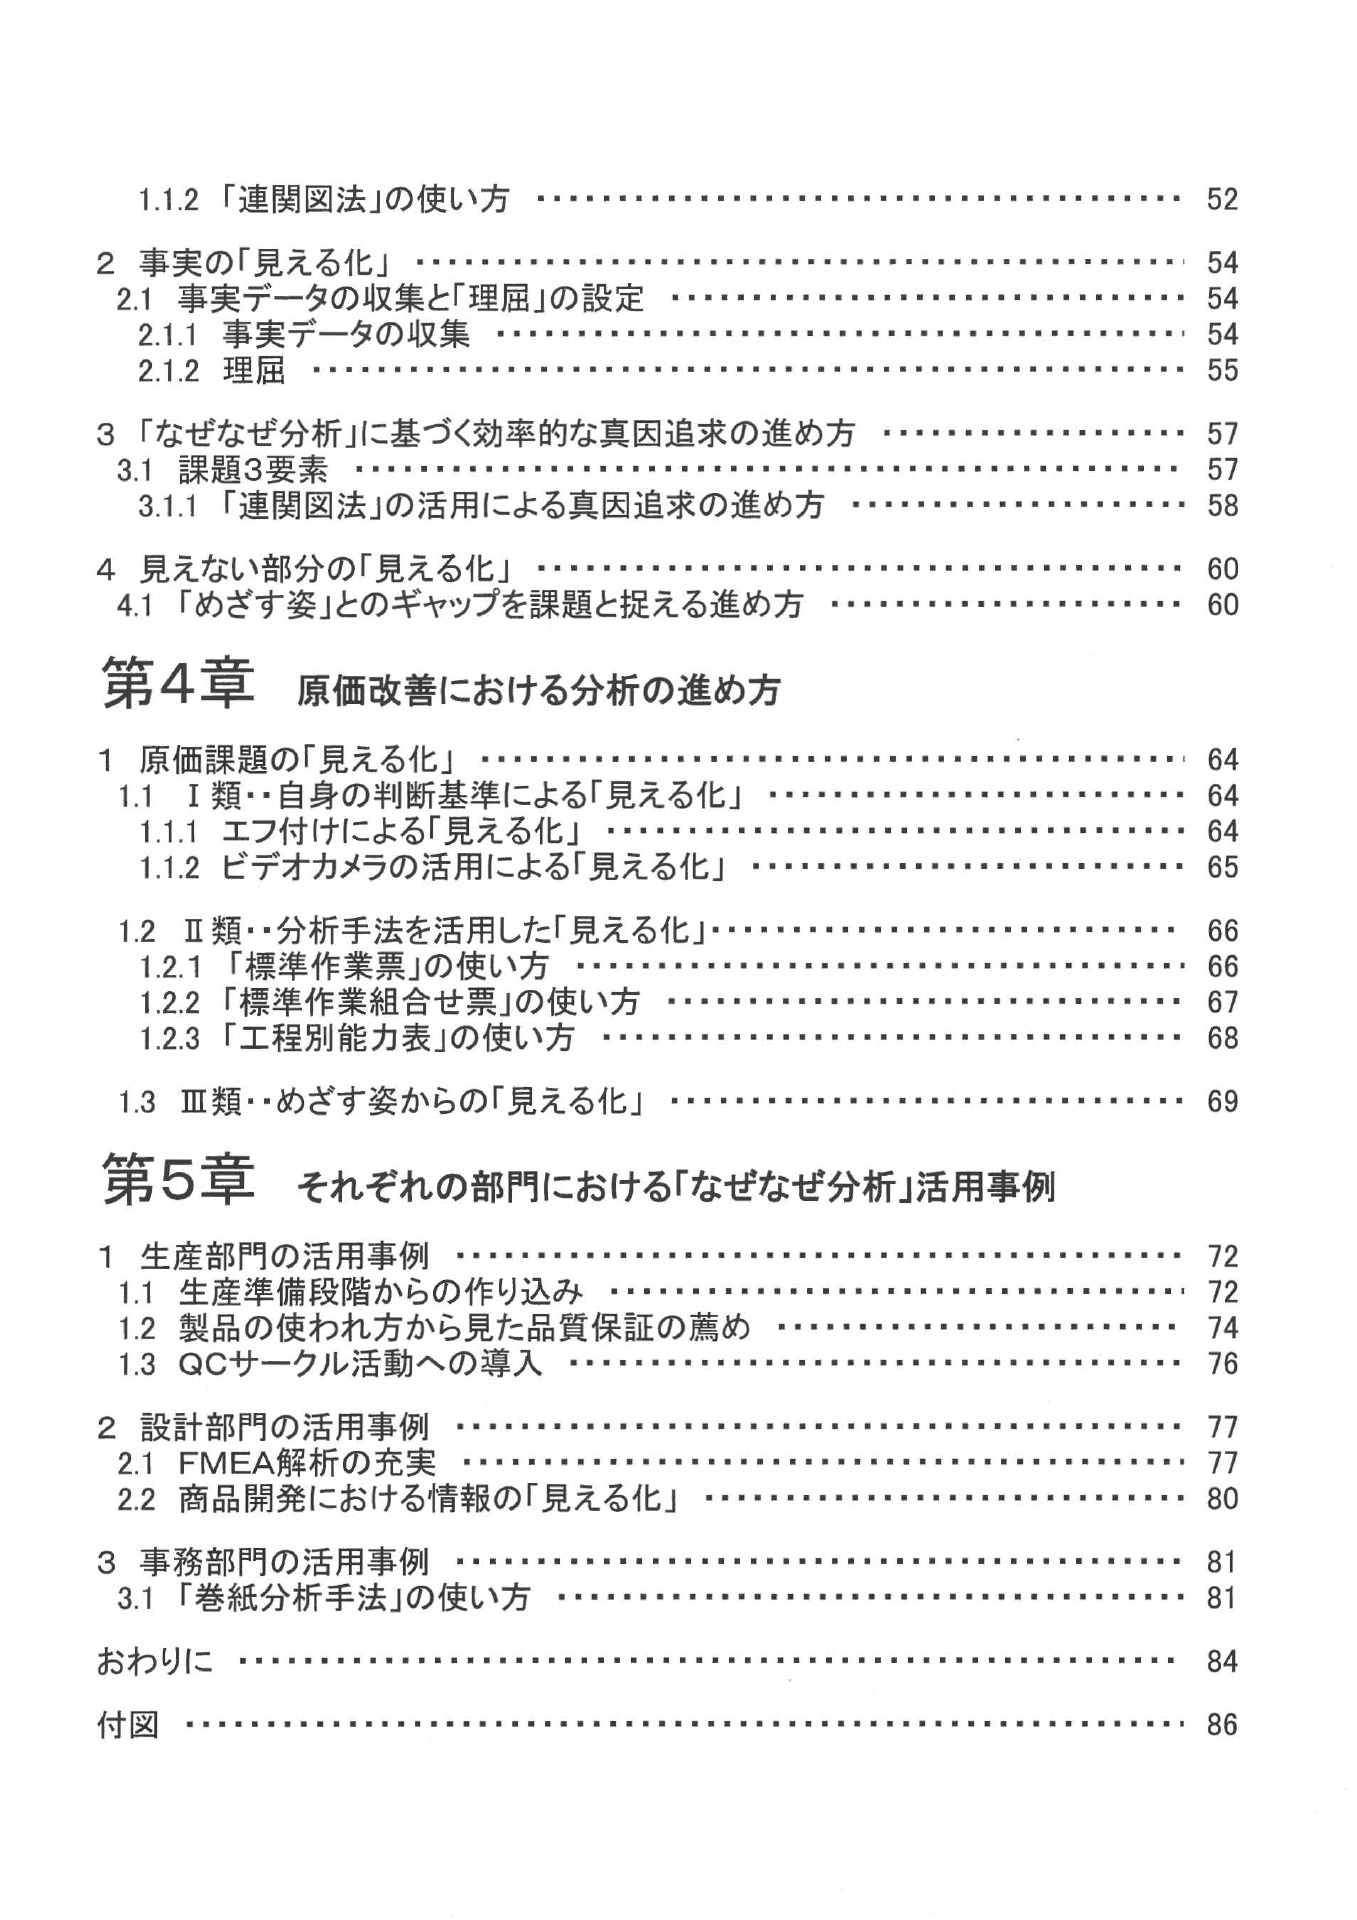 1.1.2 「連関図法」の使い方 ‥‥‥‥‥‥‥‥‥‥‥‥‥‥‥‥‥‥‥‥ 52
2 事実の「見える化」 ‥‥‥‥‥‥‥‥‥‥‥‥‥‥‥‥‥‥‥‥‥‥‥‥ 54
2.1 事実データの収集と「理屈」の設定 ‥‥‥‥‥‥‥‥‥‥‥‥‥‥‥‥ 54
2.1.1 事実データの収集 ‥‥‥‥‥‥‥‥‥‥‥‥‥‥‥‥‥‥‥‥‥ 54
2.1.2 理屈 ‥‥‥‥‥‥‥‥‥‥‥‥‥‥‥‥‥‥‥‥‥‥‥‥‥‥‥ 55
3 「なぜなぜ分析」に基づく効率的な真因追求の進め方 ‥‥‥‥‥‥‥‥‥ 57
3.1 課題3要素 ‥‥‥‥‥‥‥‥‥‥‥‥‥‥‥‥‥‥‥‥‥‥‥‥‥ 57
3.1.1 「連関図法」の活用による真因追求の進め方 ‥‥‥‥‥‥‥‥‥‥ 58
4 見えない部分の「見える化」 ‥‥‥‥‥‥‥‥‥‥‥‥‥‥‥‥‥‥‥‥ 60
4.1 「めざす姿」とのギャップを課題と捉える進め方 ‥‥‥‥‥‥‥‥‥‥‥ 60
第4章 原価改善における分析の進め方
1 原価課題の「見える化」 ‥‥‥‥‥‥‥‥‥‥‥‥‥‥‥‥‥‥‥‥‥‥ 64
1.1 Ⅰ類‥自身の判断基準による「見える化」 ‥‥‥‥‥‥‥‥‥‥‥‥‥ 64
1.1.1 エフ付けによる「見える化」 ‥‥‥‥‥‥‥‥‥‥‥‥‥‥‥‥‥‥ 64
1.1.2 ビデオカメラの活用による「見える化」 ‥‥‥‥‥‥‥‥‥‥‥‥‥ 65
1.2 Ⅱ類‥分析手法を活用した「見える化」‥‥‥‥‥‥‥‥‥‥‥‥‥‥ 66
1.2.1 「標準作業票」の使い方 ‥‥‥‥‥‥‥‥‥‥‥‥‥‥‥‥‥‥‥ 66
1.2.2 「標準作業組合せ票」の使い方 ‥‥‥‥‥‥‥‥‥‥‥‥‥‥‥‥ 67
1.2.3 「工程別能力表」の使い方 ‥‥‥‥‥‥‥‥‥‥‥‥‥‥‥‥‥‥ 68
1.3 Ⅲ類‥めざす姿からの「見える化」 ‥‥‥‥‥‥‥‥‥‥‥‥‥‥‥‥ 69
第5章 それぞれの部門における「なぜなぜ分析」活用事例
1 生産部門の活用事例 ‥‥‥‥‥‥‥‥‥‥‥‥‥‥‥‥‥‥‥‥‥‥‥ 72
1.1 生産準備段階からの作り込み ‥‥‥‥‥‥‥‥‥‥‥‥‥‥‥‥‥‥ 72
1.2 製品の使われ方から見た品質保証の薦め ‥‥‥‥‥‥‥‥‥‥‥‥ 74
1.3 QCサークル活動への導入 ‥‥‥‥‥‥‥‥‥‥‥‥‥‥‥‥‥‥‥ 76
2 設計部門の活用事例 ‥‥‥‥‥‥‥‥‥‥‥‥‥‥‥‥‥‥‥‥‥‥‥ 77
2.1 FMEA解析の充実 ‥‥‥‥‥‥‥‥‥‥‥‥‥‥‥‥‥‥‥‥‥‥ 77
2.2 商品開発における情報の「見える化」 ‥‥‥‥‥‥‥‥‥‥‥‥‥‥‥ 80
3 事務部門の活用事例 ‥‥‥‥‥‥‥‥‥‥‥‥‥‥‥‥‥‥‥‥‥‥‥ 81
3.1 「巻紙分析手法」の使い方 ‥‥‥‥‥‥‥‥‥‥‥‥‥‥‥‥‥‥‥ 81
おわりに ‥‥‥‥‥‥‥‥‥‥‥‥‥‥‥‥‥‥‥‥‥‥‥‥‥‥‥‥‥ 84
付図 ‥‥‥‥‥‥‥‥‥‥‥‥‥‥‥‥‥‥‥‥‥‥‥‥‥‥‥‥‥‥‥ 86